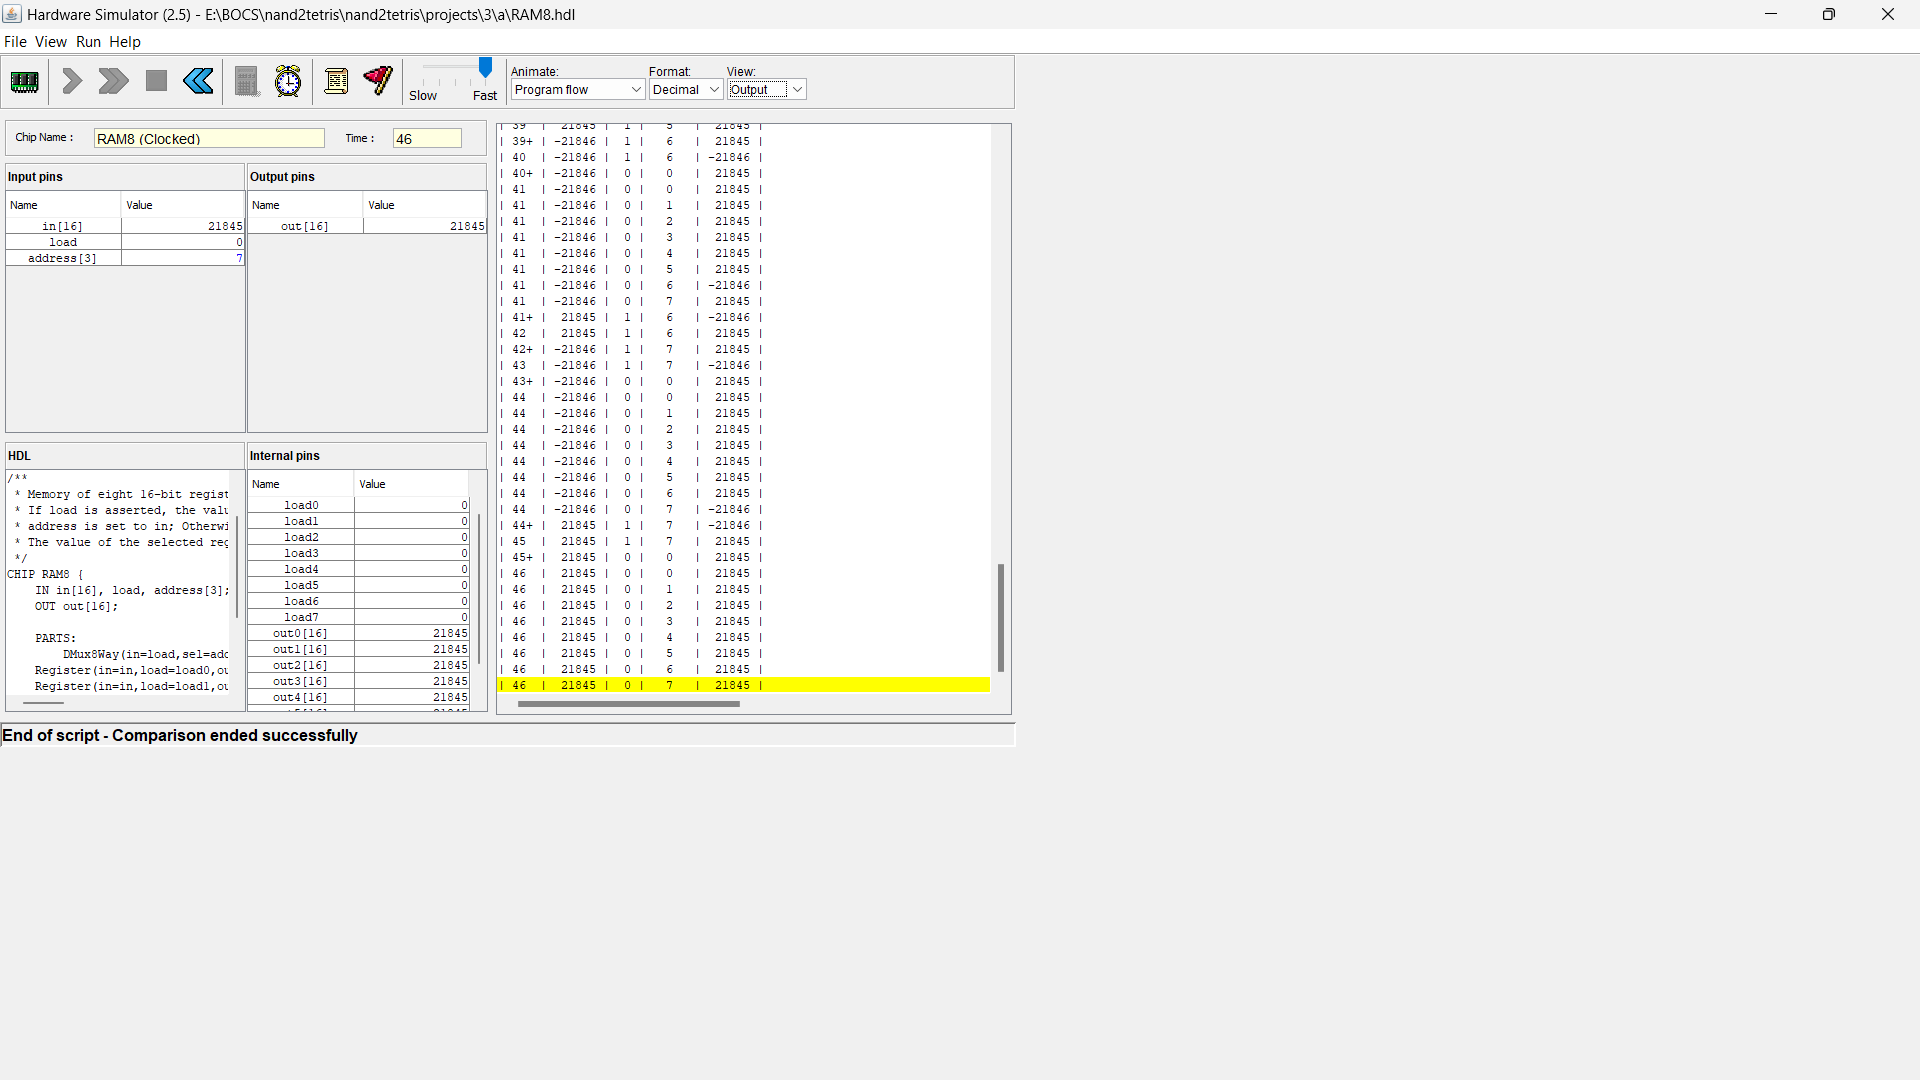 Hardware Simulator (2.5) - E:\BOCS\nand2tetris\nand2tetris\projects\3\a\RAM8.hdl
File View Run Help
Slow Fast
Animate: Format: View:
Program flow Decimal Output
Chip Name : RAM8 (Clocked) Time : 46
Input pins
Name Value
in[16] 21845
load 0
address[3] 7
Output pins
Name Value
out[16] 21845
HDL
/**
* Memory of eight 16-bit regist
* If load is asserted, the valu
* address is set to in; Otherwi
* The value of the selected reg
*/
CHIP RAM8 {
IN in[16], load, address[3];
OUT out[16];
PARTS:
DMux8Way(in=load,sel=add
Register(in=in,load=load0,ou
Register(in=in,load=load1,ou
Internal pins
Name Value
load0 0
load1 0
load2 0
load3 0
load4 0
load5 0
load6 0
load7 0
out0[16] 21845
out1[16] 21845
out2[16] 21845
out3[16] 21845
out4[16] 21845
| 39 | 21845 | 1 | 5 | 21845 |
| 39+ | -21846 | 1 | 6 | 21845 |
| 40 | -21846 | 1 | 6 | -21846 |
| 40+ | -21846 | 0 | 0 | 21845 |
| 41 | -21846 | 0 | 0 | 21845 |
| 41 | -21846 | 0 | 1 | 21845 |
| 41 | -21846 | 0 | 2 | 21845 |
| 41 | -21846 | 0 | 3 | 21845 |
| 41 | -21846 | 0 | 4 | 21845 |
| 41 | -21846 | 0 | 5 | 21845 |
| 41 | -21846 | 0 | 6 | -21846 |
| 41 | -21846 | 0 | 7 | 21845 |
| 41+ | 21845 | 1 | 6 | -21846 |
| 42 | 21845 | 1 | 6 | 21845 |
| 42+ | -21846 | 1 | 7 | 21845 |
| 43 | -21846 | 1 | 7 | -21846 |
| 43+ | -21846 | 0 | 0 | 21845 |
| 44 | -21846 | 0 | 0 | 21845 |
| 44 | -21846 | 0 | 1 | 21845 |
| 44 | -21846 | 0 | 2 | 21845 |
| 44 | -21846 | 0 | 3 | 21845 |
| 44 | -21846 | 0 | 4 | 21845 |
| 44 | -21846 | 0 | 5 | 21845 |
| 44 | -21846 | 0 | 6 | 21845 |
| 44 | -21846 | 0 | 7 | -21846 |
| 44+ | 21845 | 1 | 7 | -21846 |
| 45 | 21845 | 1 | 7 | 21845 |
| 45+ | 21845 | 0 | 0 | 21845 |
| 46 | 21845 | 0 | 0 | 21845 |
| 46 | 21845 | 0 | 1 | 21845 |
| 46 | 21845 | 0 | 2 | 21845 |
| 46 | 21845 | 0 | 3 | 21845 |
| 46 | 21845 | 0 | 4 | 21845 |
| 46 | 21845 | 0 | 5 | 21845 |
| 46 | 21845 | 0 | 6 | 21845 |
| 46 | 21845 | 0 | 7 | 21845 |
End of script - Comparison ended successfully